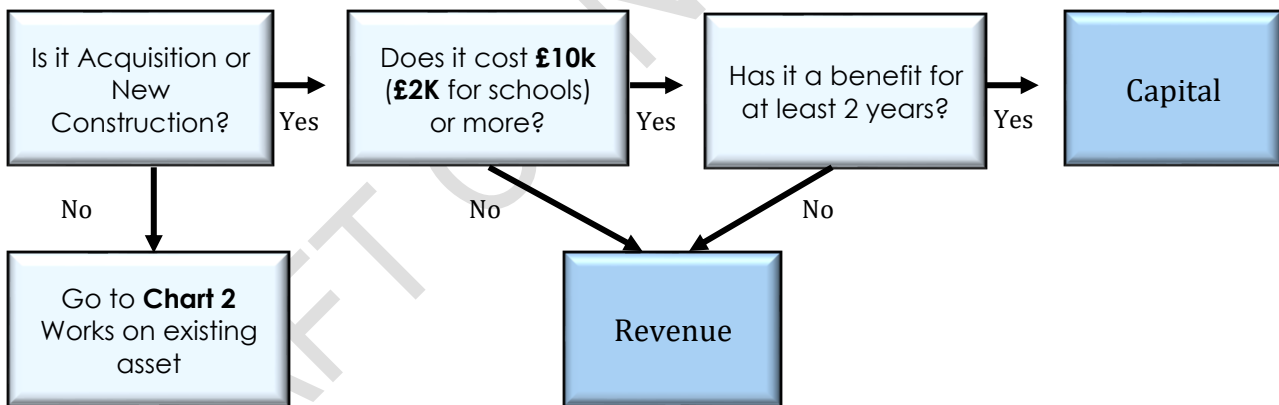 Is it Acquisition or
New
Construction?
Yes
Does it cost £10k
(£2K for schools)
or more?
Yes
Has it a benefit for
at least 2 years?
Yes
Capital
No
No
No
Go to Chart 2
Works on existing
asset
Revenue